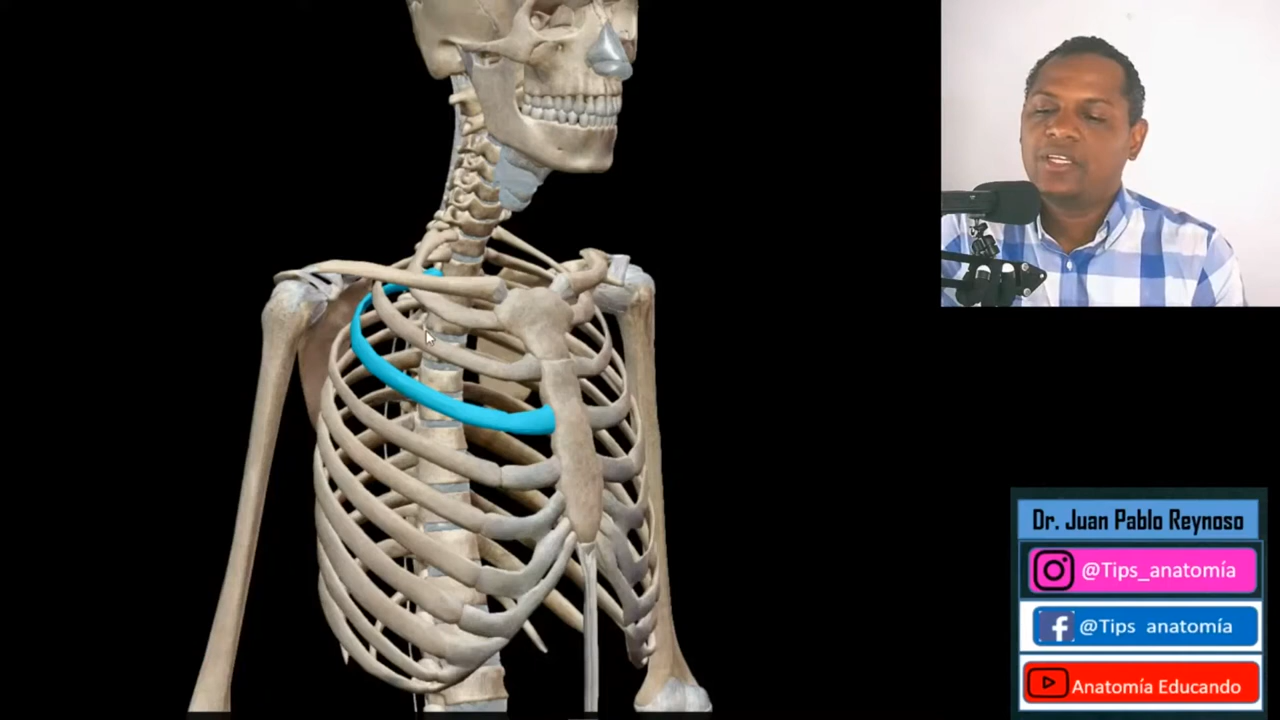 Dr. Juan Pablo Reynoso
@Tips_anatomía
@Tips anatomía
Anatomía Educando